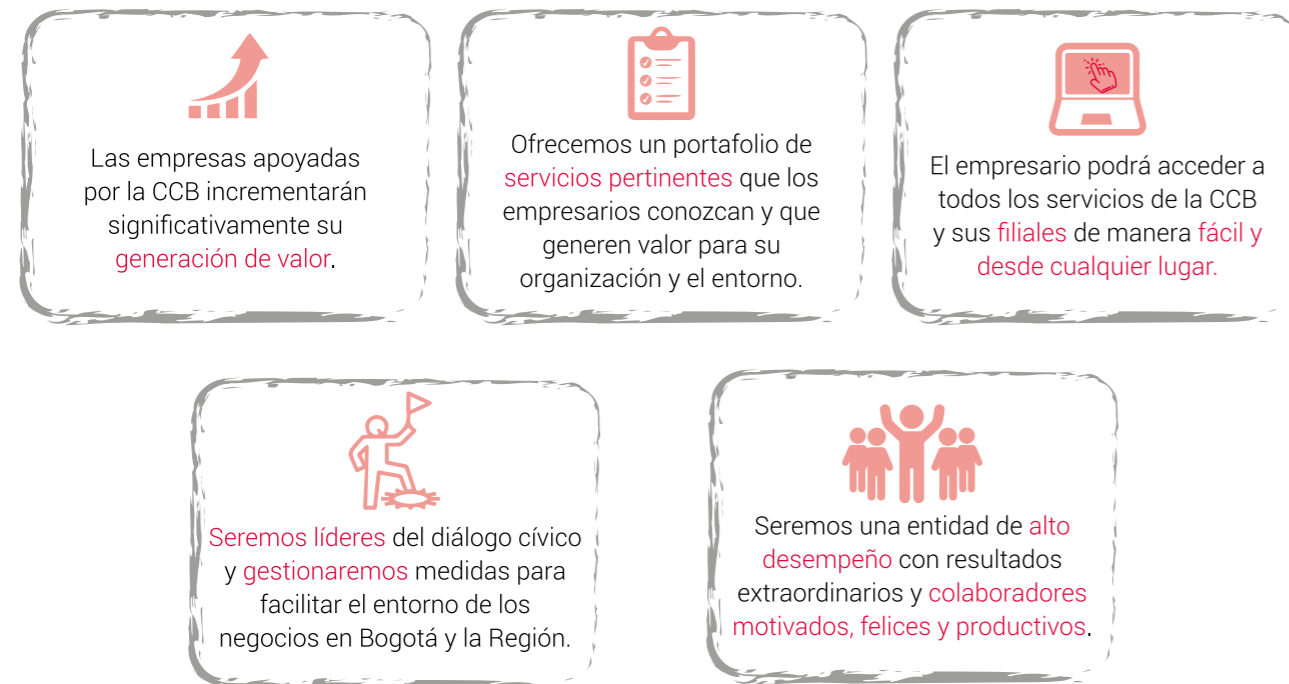 Las empresas apoyadas
por la CCB incrementarán
significativamente su
generación de valor.
Ofrecemos un portafolio de
servicios pertinentes que los
empresarios conozcan y que
generen valor para su
organización y el entorno.
El empresario podrá acceder a
todos los servicios de la CCB
y sus filiales de manera fácil y
desde cualquier lugar.
Seremos líderes del diálogo cívico
y gestionaremos medidas para
facilitar el entorno de los
negocios en Bogotá y la Región.
Seremos una entidad de alto
desempeño con resultados
extraordinarios y colaboradores
motivados, felices y productivos.